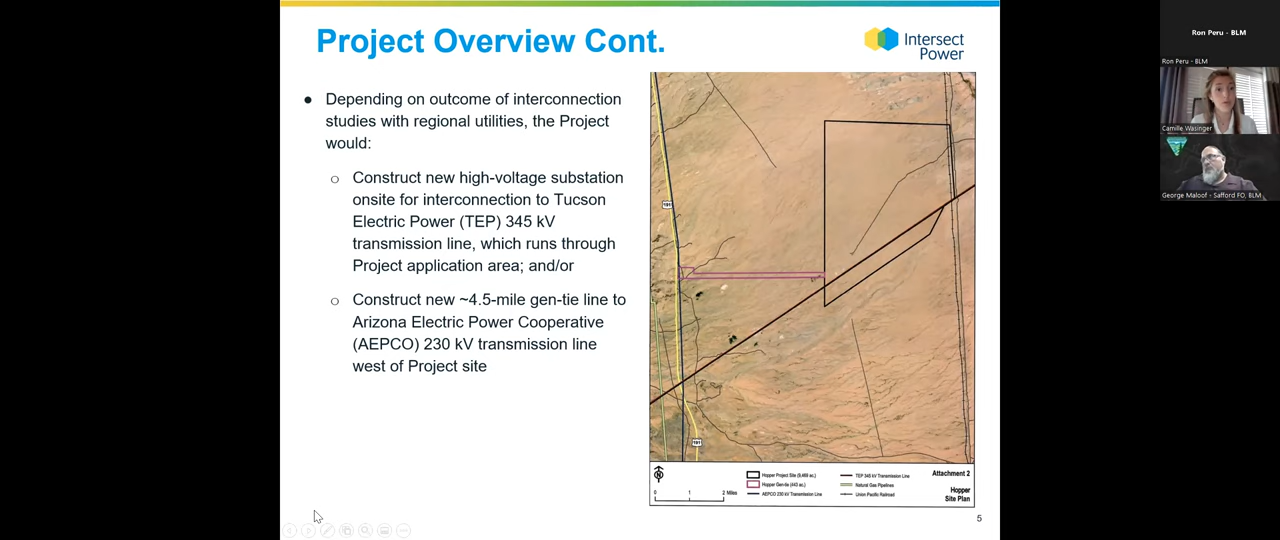 Project Overview Cont.
Intersect
Power
● Depending on outcome of interconnection
studies with regional utilities, the Project
would:
○ Construct new high-voltage substation
onsite for interconnection to Tucson
Electric Power (TEP) 345 kV
transmission line, which runs through
Project application area; and/or
○ Construct new ~4.5-mile gen-tie line to
Arizona Electric Power Cooperative
(AEPCO) 230 kV transmission line
west of Project site
191
191
N
0 1 2 Miles
Hopper Project Site (9,469 ac.)
Hopper Gen-tie (443 ac.)
AEPCO 230 kV Transmission Line
TEP 345 kV Transmission Line
Natural Gas Pipelines
Union Pacific Railroad
Attachment 2
Hopper
Site Plan
5
Ron Peru - BLM
Ron Peru - BLM
Camille Wasinger
George Maloof - Safford FO, BLM